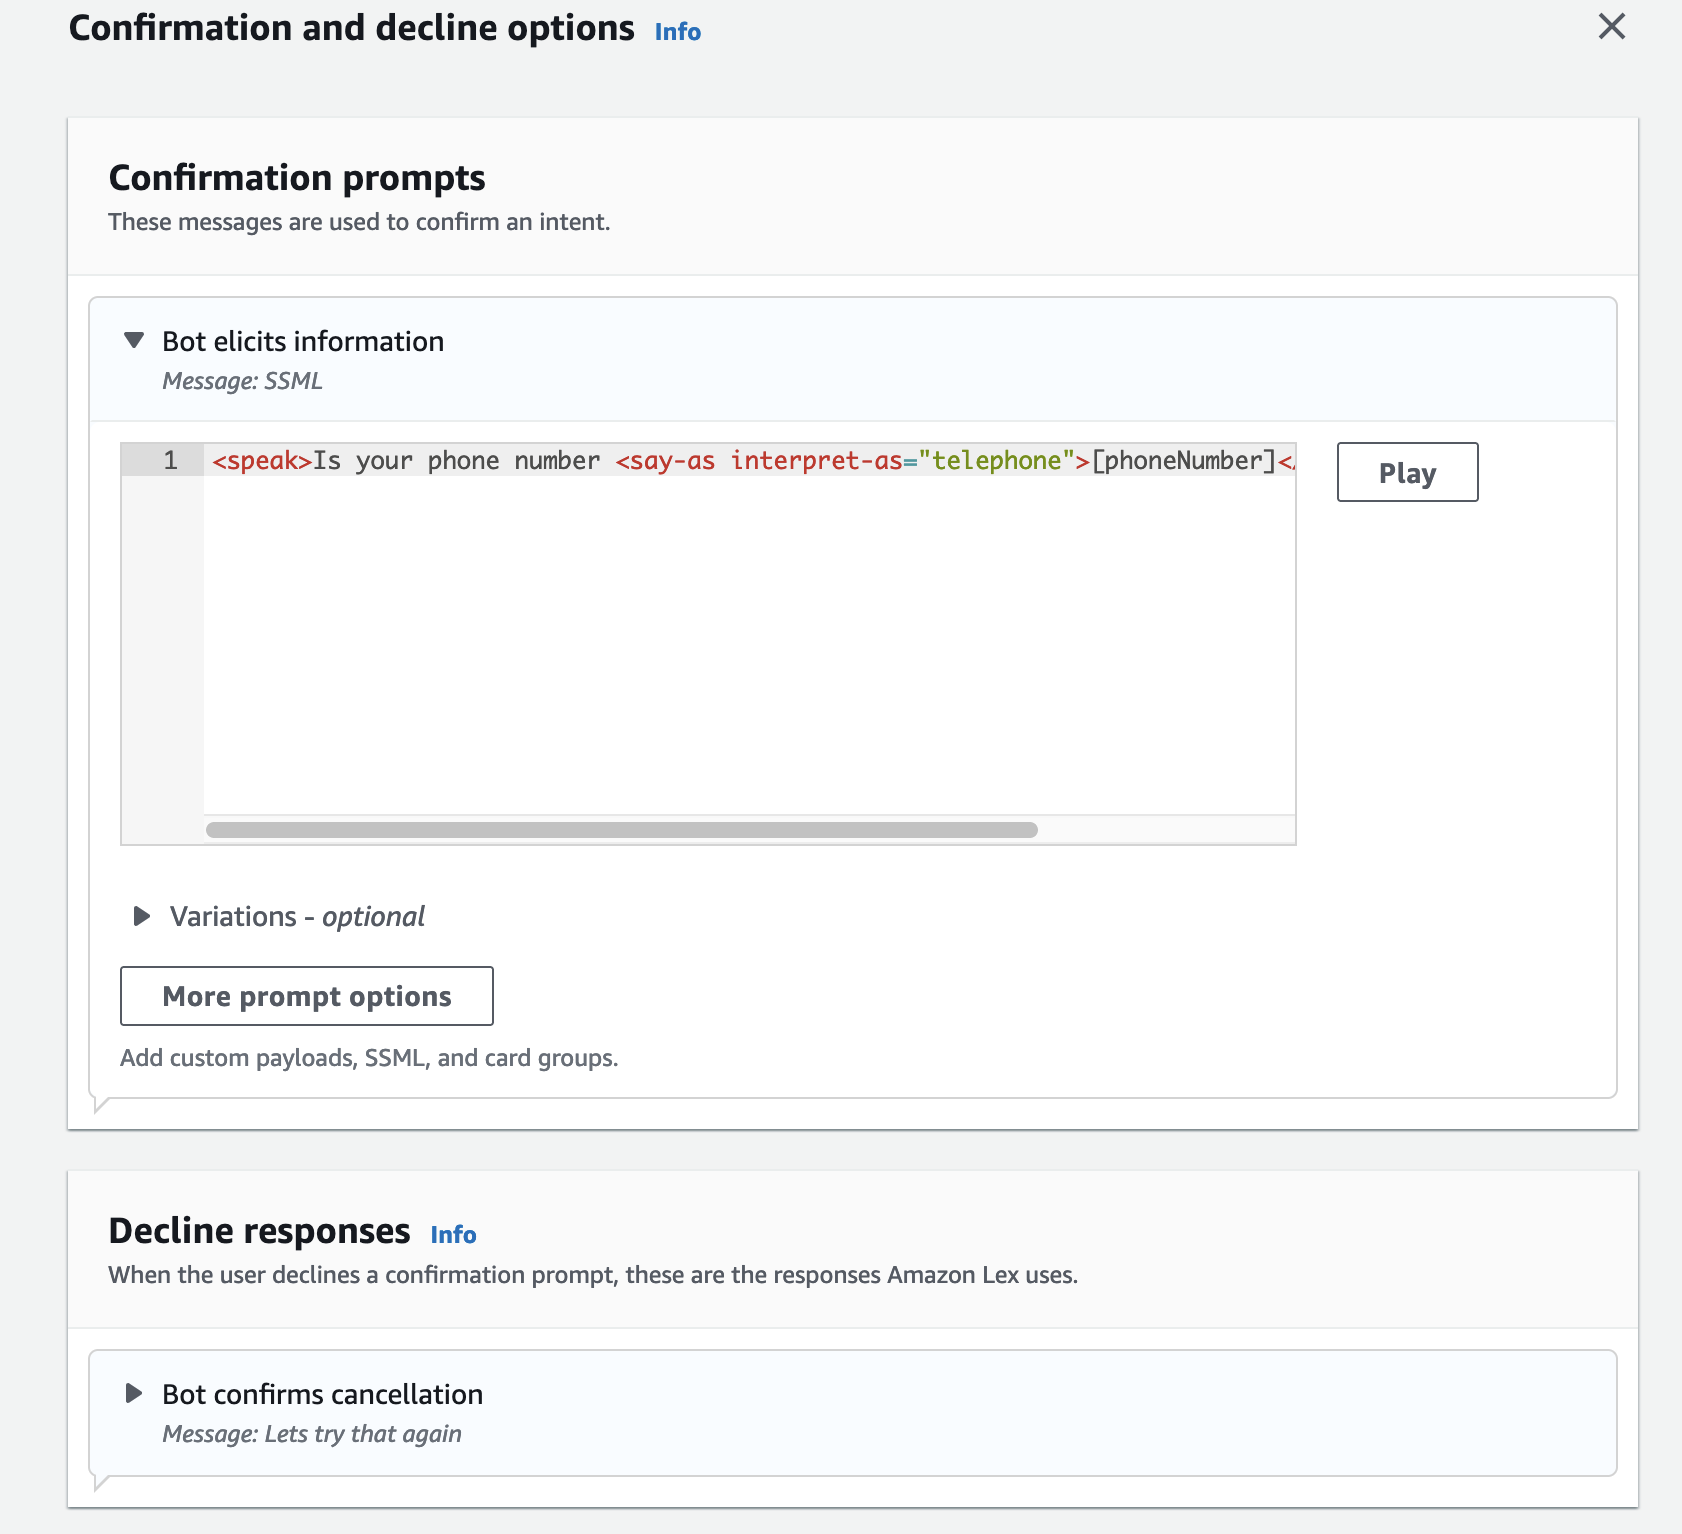 Confirmation and decline options Info
Confirmation prompts
These messages are used to confirm an intent.
Bot elicits information
Message: SSML
1 <speak>Is your phone number <say-as interpret-as="telephone">[phoneNumber]</
Play
Variations - optional
More prompt options
Add custom payloads, SSML, and card groups.
Decline responses Info
When the user declines a confirmation prompt, these are the responses Amazon Lex uses.
Bot confirms cancellation
Message: Lets try that again